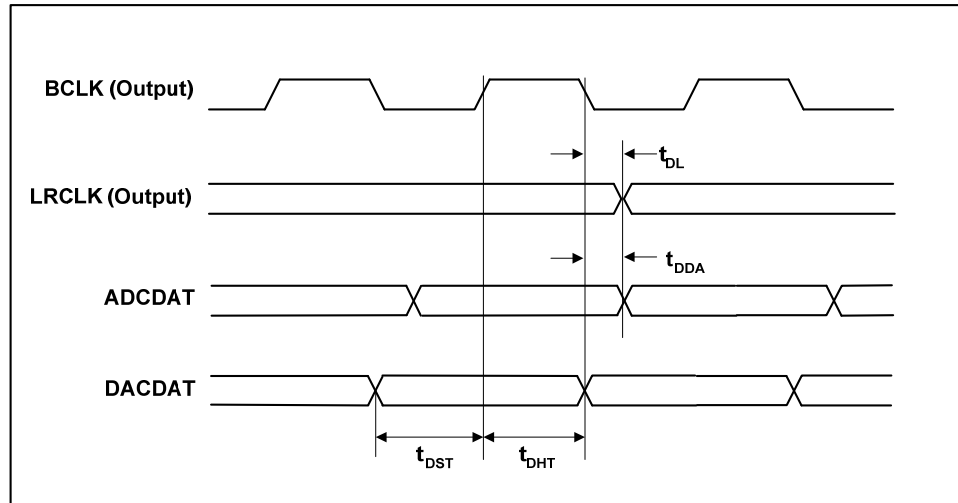 BCLK (Output)
tDL
LRCLK (Output)
tDDA
ADCDAT
DACDAT
tDST
tDHT